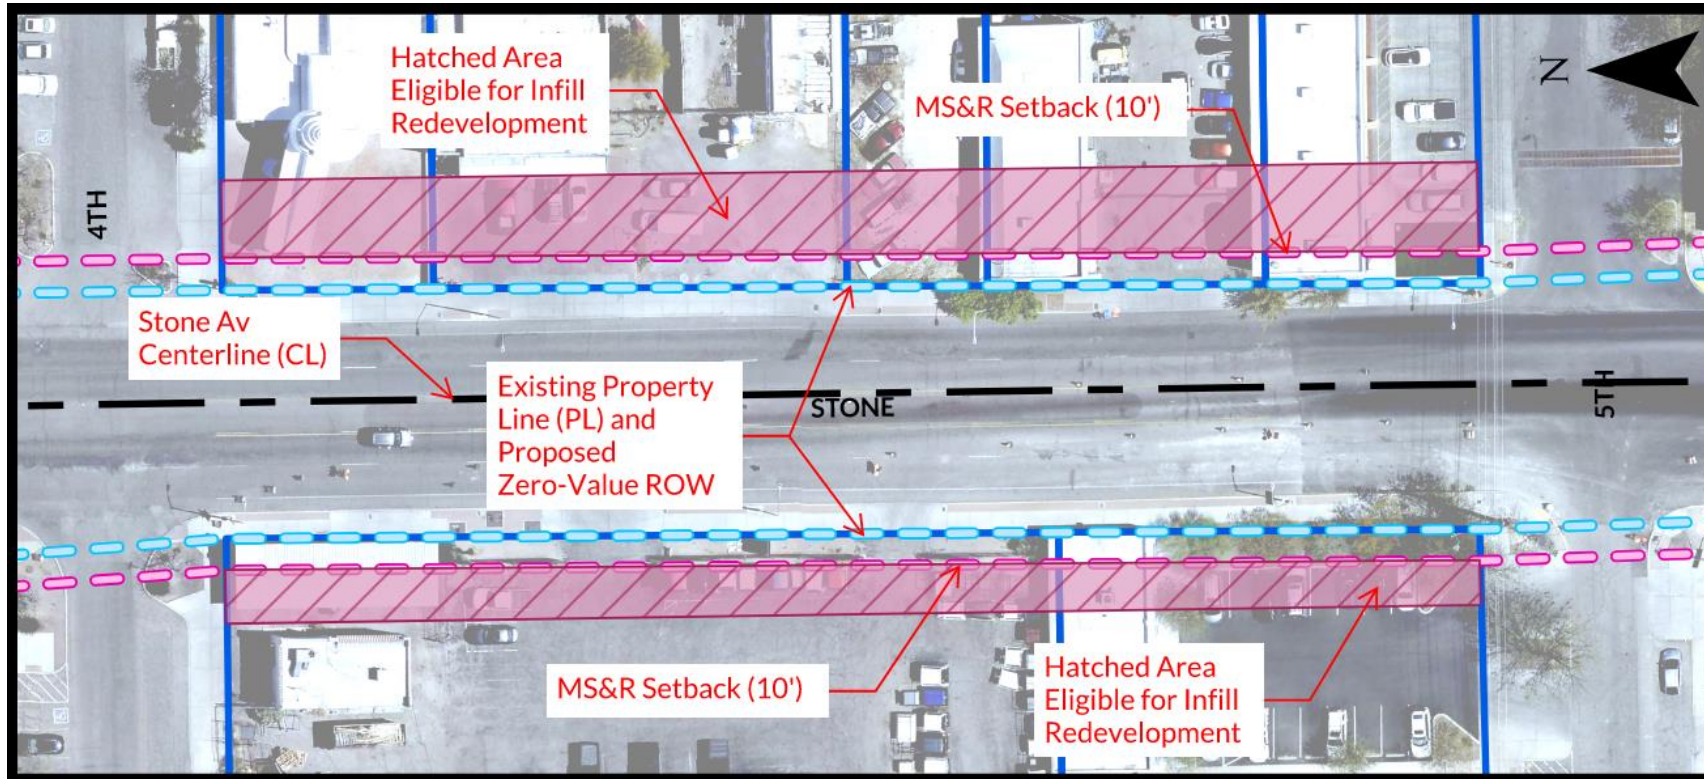 Hatched Area
Eligible for Infill
Redevelopment
MS&R Setback (10')
N
4TH
Stone Av
Centerline (CL)
Existing Property
Line (PL) and
Proposed
Zero-Value ROW
STONE
5TH
MS&R Setback (10')
Hatched Area
Eligible for Infill
Redevelopment